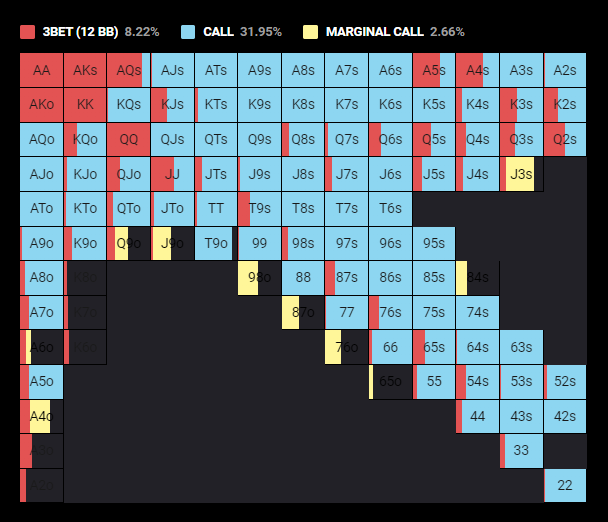 3BET (12 BB) 8.22% CALL 31.95% MARGINAL CALL 2.66%
AA AKs AQs AJs ATs A9s A8s A7s A6s A5s A4s A3s A2s
AKo KK KQs KJs KTs K9s K8s K7s K6s K5s K4s K3s K2s
AQo KQo QQ QJs QTs Q9s Q8s Q7s Q6s Q5s Q4s Q3s Q2s
AJo KJo QJo JJ JTs J9s J8s J7s J6s J5s J4s J3s
ATo KTo QTo JTo TT T9s T8s T7s T6s
A9o K9o Q9o J9o T9o 99 98s 97s 96s 95s
A8o K8o 98o 88 87s 86s 85s 84s
A7o K7o 87o 77 76s 75s 74s
A6o K6o 76o 66 65s 64s 63s
A5o 65o 55 54s 53s 52s
A4o 44 43s 42s
A3o 33
A2o 22